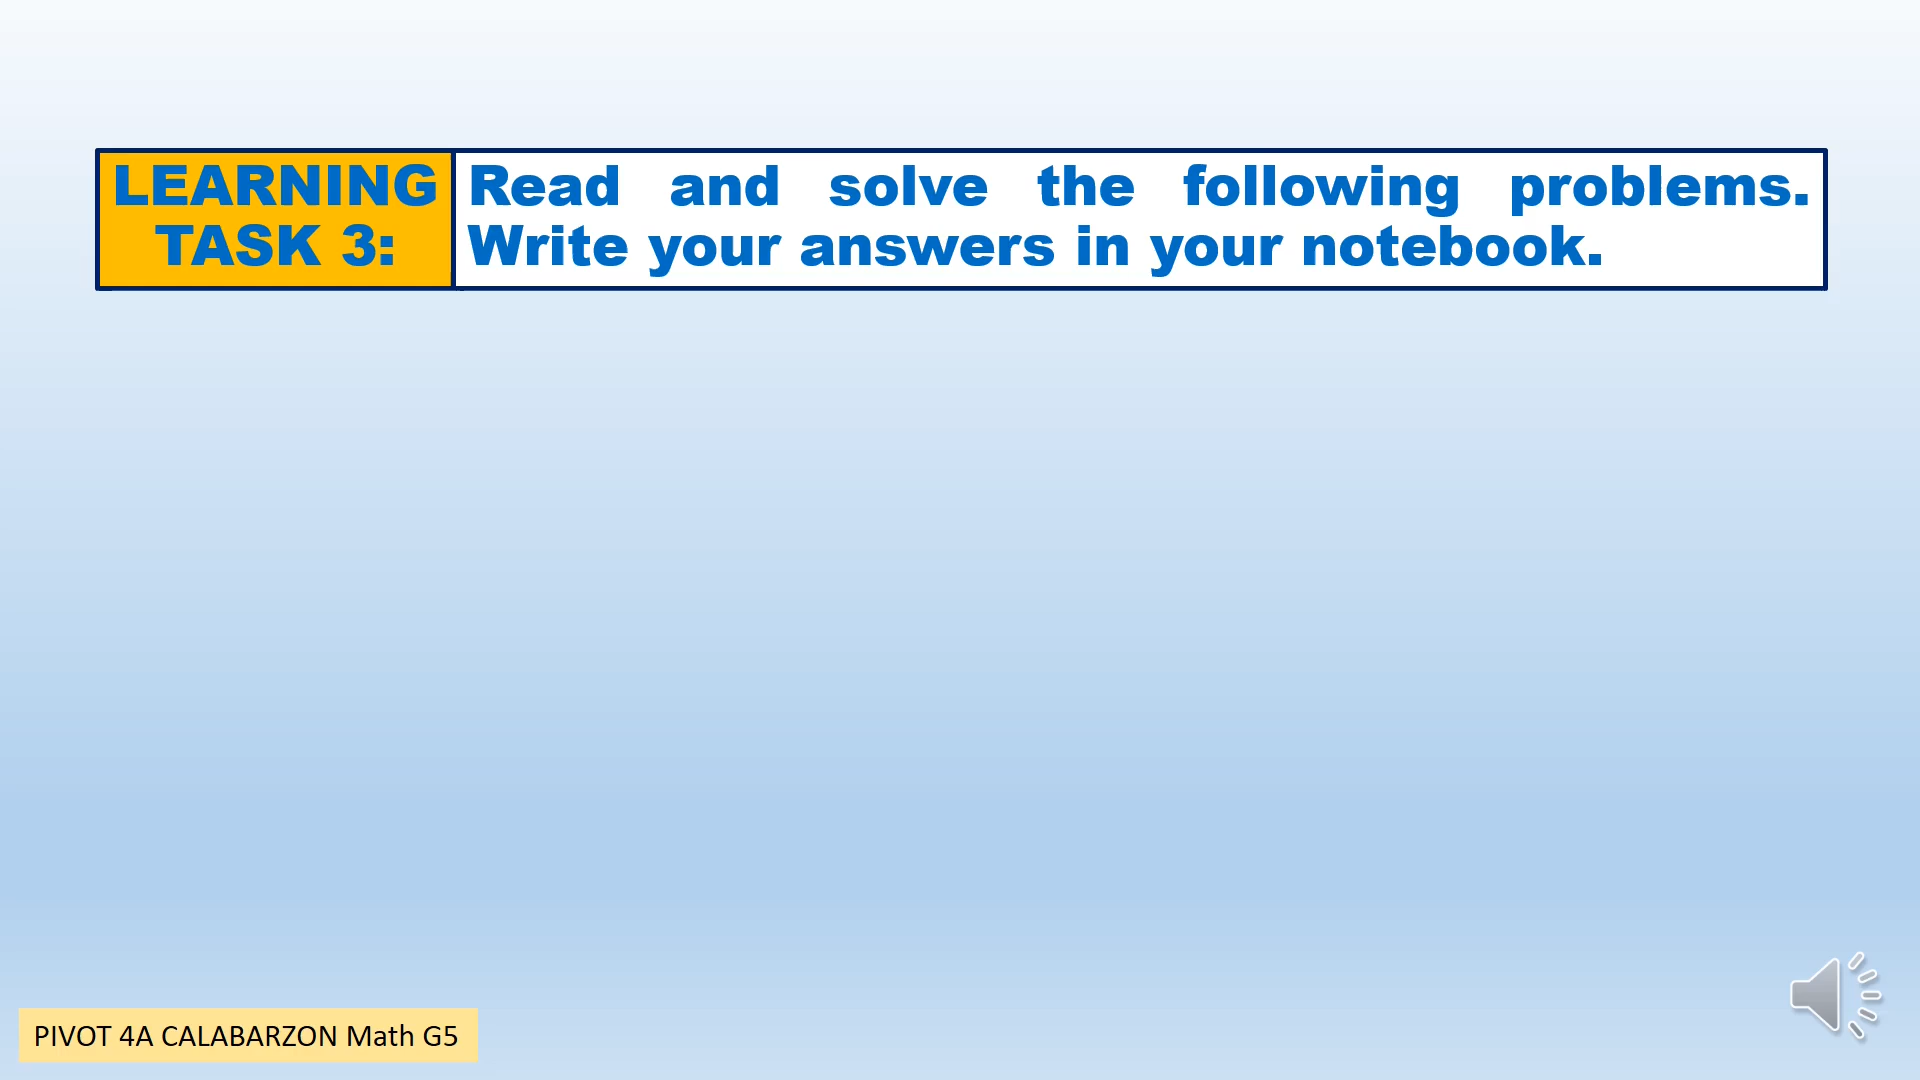 LEARNING
TASK 3:
Read and solve the following problems.
Write your answers in your notebook.
PIVOT 4A CALABARZON Math G5